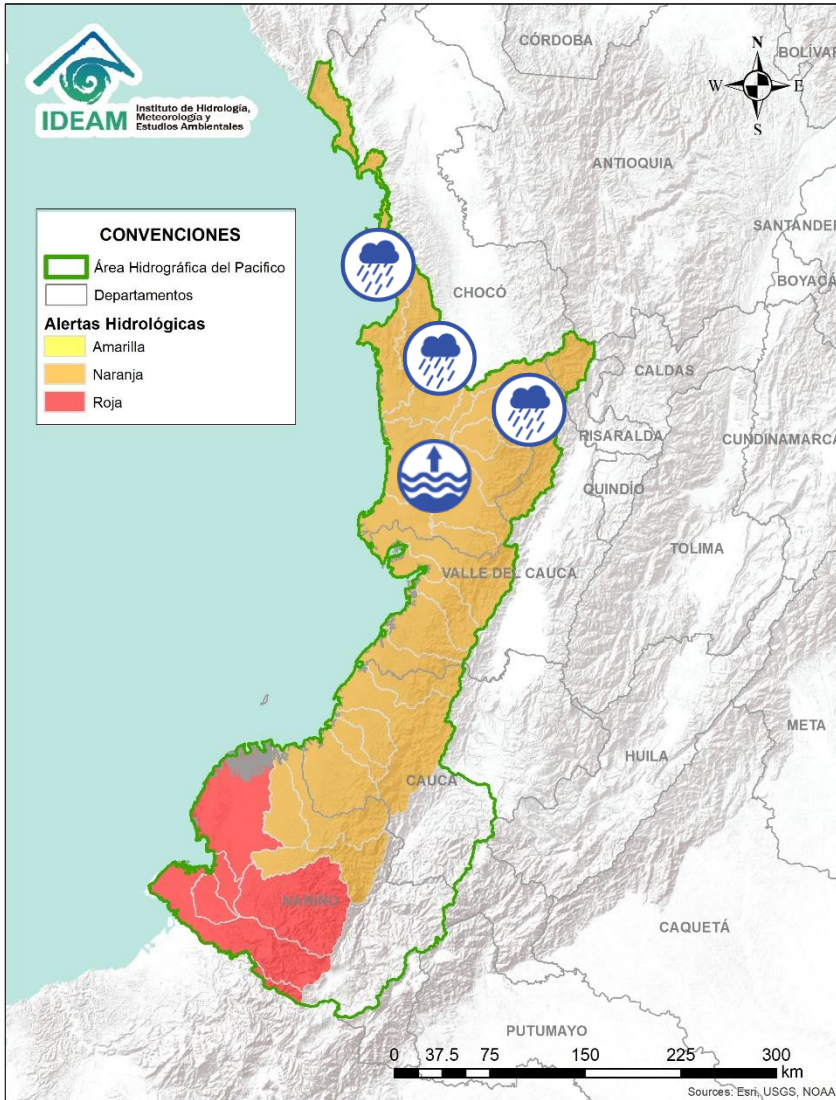 IDEAM
Instituto de Hidrología,
Meteorología y
Estudios Ambientales
N
W
E
S
CÓRDOBA
BOLÍVAR
ANTIOQUIA
SANTANDER
BOYACÁ
CHOCÓ
CALDAS
RISARALDA
CUNDINAMARCA
QUINDÍO
TOLIMA
VALLE DEL CAUCA
META
HUILA
CAUCA
NARIÑO
CAQUETÁ
PUTUMAYO
CONVENCIONES
Área Hidrográfica del Pacifico
Departamentos
Alertas Hidrológicas
Amarilla
Naranja
Roja
0 37.5 75 150 225 300
km
Sources: Esri, USGS, NOAA